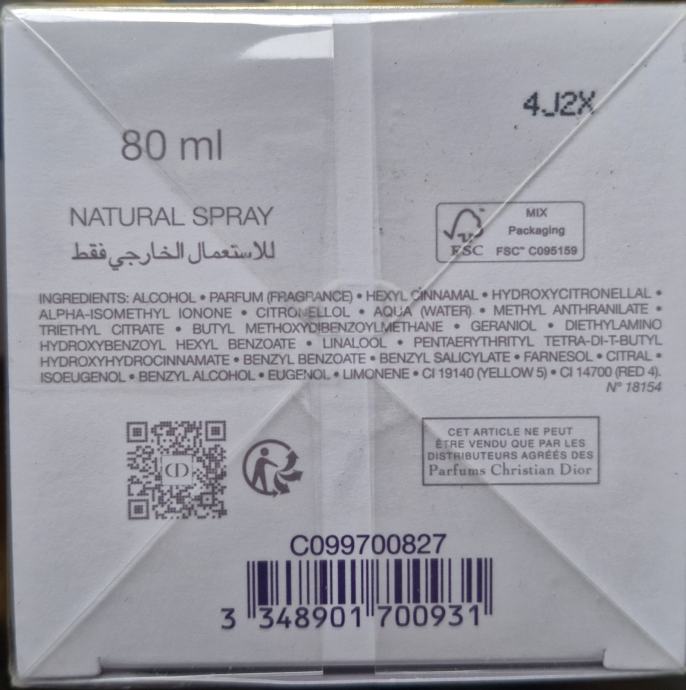 4J2X
80 ml
NATURAL SPRAY
للاستعمال الخارجي فقط
MIX
Packaging
FSC™ C095159
FSC
INGREDIENTS: ALCOHOL • PARFUM (FRAGRANCE) • HEXYL CINNAMAL • HYDROXYCITRONELLAL •
ALPHA-ISOMETHYL IONONE • CITRONELLOL • AQUA (WATER) • METHYL ANTHRANILATE •
TRIETHYL CITRATE • BUTYL METHOXYDIBENZOYLMETHANE • GERANIOL • DIETHYLAMINO
HYDROXYBENZOYL HEXYL BENZOATE • LINALOOL • PENTAERYTHRITYL TETRA-DI-T-BUTYL
HYDROXYHYDROCINNAMATE • BENZYL BENZOATE • BENZYL SALICYLATE • FARNESOL • CITRAL •
ISOEUGENOL • BENZYL ALCOHOL • EUGENOL • LIMONENE • CI 19140 (YELLOW 5) • CI 14700 (RED 4).
N° 18154
CD
CET ARTICLE NE PEUT
ÊTRE VENDU QUE PAR LES
DISTRIBUTEURS AGRÉÉS DES
Parfums Christian Dior
C099700827
3 348901 700931